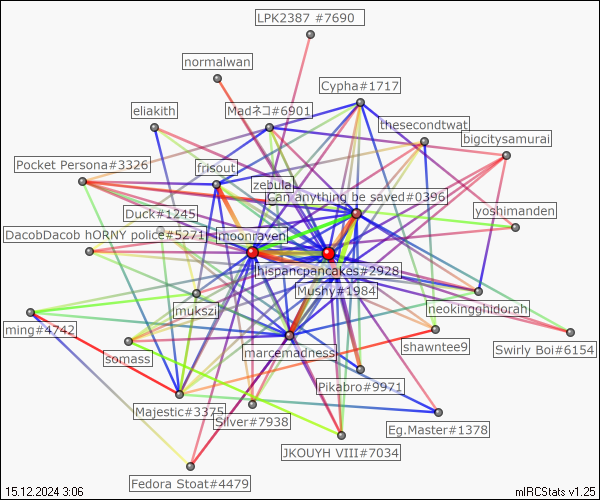 LPK2387 #7690
normalwan
Cypha#1717
eliakith
Madネコ#6901
thesecondtwat
bigcitysamurai
Pocket Persona#3326
frisout
zebula
Can anything be saved#0396
Duck#1245
yoshimanden
DacobDacob hORNY police#5271
moonraven
hispancpancakes#2928
Mushy#1984
neokingghidorah
mukszi
ming#4742
shawntee9
somass
marcemadness
Swirly Boi#6154
Pikabro#9971
Majestic#3375
Silver#7938
Eg.Master#1378
JKOUYH VIII#7034
Fedora Stoat#4479
15.12.2024 3:06
mIRCStats v1.25